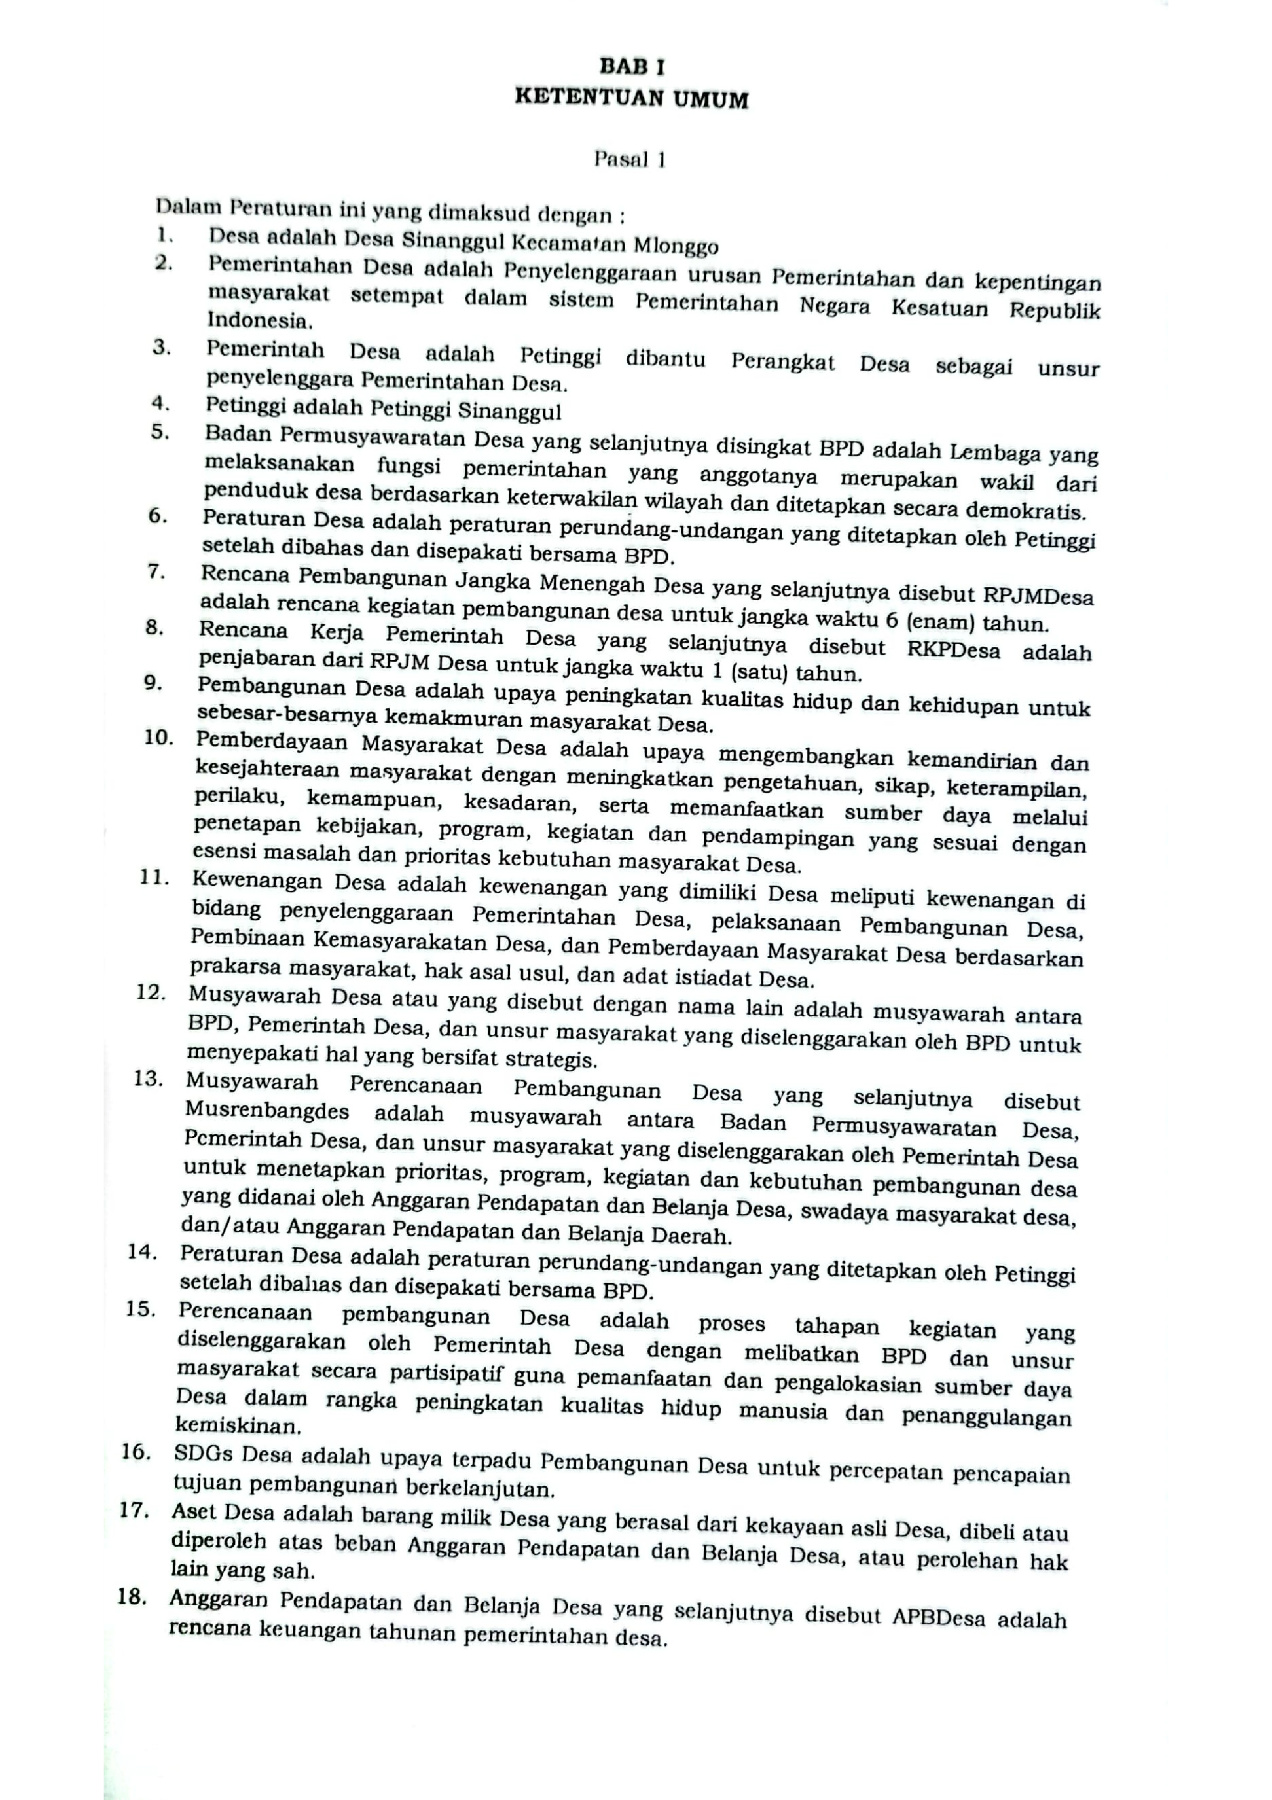 BAB I
KETENTUAN UMUM
Pasal 1
Dalam Peraturan ini yang dimaksud dengan :
1. Desa adalah Desa Sinanggul Kecamatan Mlonggo
2. Pemerintahan Desa adalah Penyelenggaraan urusan Pemerintahan dan kepentingan
masyarakat setempat dalam sistem Pemerintahan Negara Kesatuan Republik
Indonesia.
3. Pemerintah Desa adalah Petinggi dibantu Perangkat Desa sebagai unsur
penyelenggara Pemerintahan Desa.
4. Petinggi adalah Petinggi Sinanggul
5. Badan Permusyawaratan Desa yang selanjutnya disingkat BPD adalah Lembaga yang
melaksanakan fungsi pemerintahan yang anggotanya merupakan wakil dari
penduduk desa berdasarkan keterwakilan wilayah dan ditetapkan secara demokratis.
6. Peraturan Desa adalah peraturan perundang-undangan yang ditetapkan oleh Petinggi
setelah dibahas dan disepakati bersama BPD.
7. Rencana Pembangunan Jangka Menengah Desa yang selanjutnya disebut RPJMDesa
adalah rencana kegiatan pembangunan desa untuk jangka waktu 6 (enam) tahun.
8. Rencana Kerja Pemerintah Desa yang selanjutnya disebut RKPDesa adalah
penjabaran dari RPJM Desa untuk jangka waktu 1 (satu) tahun.
9. Pembangunan Desa adalah upaya peningkatan kualitas hidup dan kehidupan untuk
sebesar-besarnya kemakmuran masyarakat Desa.
10. Pemberdayaan Masyarakat Desa adalah upaya mengembangkan kemandirian dan
kesejahteraan masyarakat dengan meningkatkan pengetahuan, sikap, keterampilan,
perilaku, kemampuan, kesadaran, serta memanfaatkan sumber daya melalui
penetapan kebijakan, program, kegiatan dan pendampingan yang sesuai dengan
esensi masalah dan prioritas kebutuhan masyarakat Desa.
11. Kewenangan Desa adalah kewenangan yang dimiliki Desa meliputi kewenangan di
bidang penyelenggaraan Pemerintahan Desa, pelaksanaan Pembangunan Desa,
Pembinaan Kemasyarakatan Desa, dan Pemberdayaan Masyarakat Desa berdasarkan
prakarsa masyarakat, hak asal usul, dan adat istiadat Desa.
12. Musyawarah Desa atau yang disebut dengan nama lain adalah musyawarah antara
BPD, Pemerintah Desa, dan unsur masyarakat yang diselenggarakan oleh BPD untuk
menyepakati hal yang bersifat strategis.
13. Musyawarah Perencanaan Pembangunan Desa yang selanjutnya disebut
Musrenbangdes adalah musyawarah antara Badan Permusyawaratan Desa,
Pemerintah Desa, dan unsur masyarakat yang diselenggarakan oleh Pemerintah Desa
untuk menetapkan prioritas, program, kegiatan dan kebutuhan pembangunan desa
yang didanai oleh Anggaran Pendapatan dan Belanja Desa, swadaya masyarakat desa,
dan/atau Anggaran Pendapatan dan Belanja Daerah.
14. Peraturan Desa adalah peraturan perundang-undangan yang ditetapkan oleh Petinggi
setelah dibahas dan disepakati bersama BPD.
15. Perencanaan pembangunan Desa adalah proses tahapan kegiatan yang
diselenggarakan oleh Pemerintah Desa dengan melibatkan BPD dan unsur
masyarakat secara partisipatif guna pemanfaatan dan pengalokasian sumber daya
Desa dalam rangka peningkatan kualitas hidup manusia dan penanggulangan
kemiskinan.
16. SDGs Desa adalah upaya terpadu Pembangunan Desa untuk percepatan pencapaian
tujuan pembangunan berkelanjutan.
17. Aset Desa adalah barang milik Desa yang berasal dari kekayaan asli Desa, dibeli atau
diperoleh atas beban Anggaran Pendapatan dan Belanja Desa, atau perolehan hak
lain yang sah.
18. Anggaran Pendapatan dan Belanja Desa yang selanjutnya disebut APBDesa adalah
rencana keuangan tahunan pemerintahan desa.